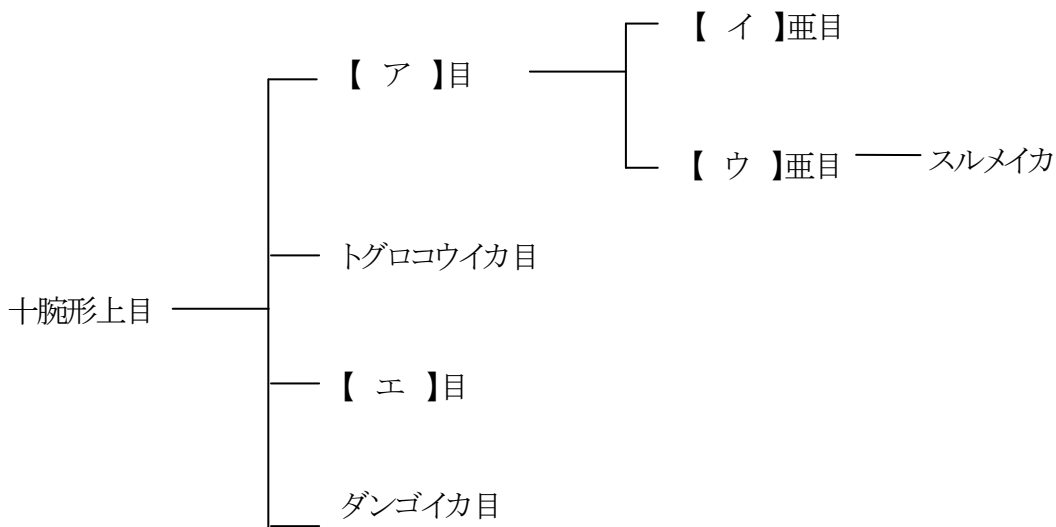 【 イ 】亜目
【 ア 】目
【 ウ 】亜目
スルメイカ
トグロコウイカ目
十腕形上目
【 エ 】目
ダンゴイカ目